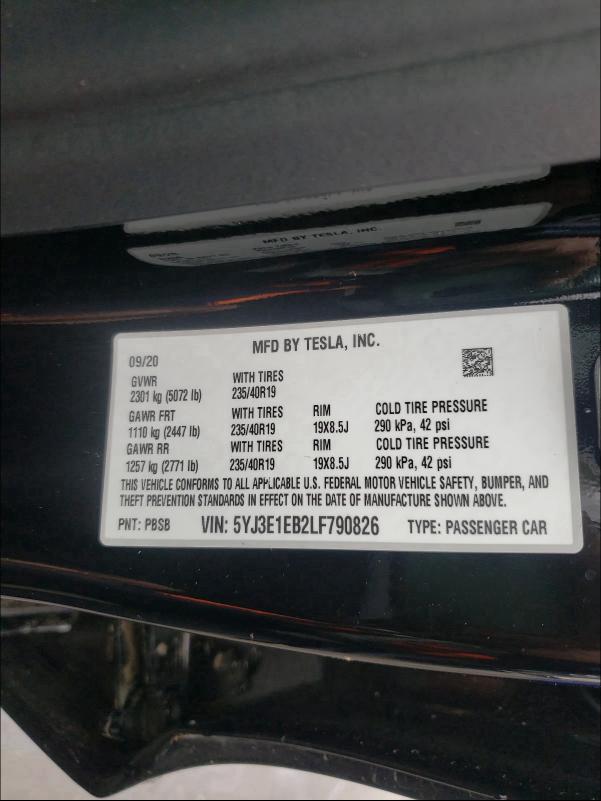 MFD BY TESLA, INC.
MFD BY TESLA, INC.
09/20
GVWR WITH TIRES
2301 kg (5072 lb) 235/40R19
GAWR FRT WITH TIRES RIM COLD TIRE PRESSURE
1110 kg (2447 lb) 235/40R19 19X8.5J 290 kPa, 42 psi
GAWR RR WITH TIRES RIM COLD TIRE PRESSURE
1257 kg (2771 lb) 235/40R19 19X8.5J 290 kPa, 42 psi
THIS VEHICLE CONFORMS TO ALL APPLICABLE U.S. FEDERAL MOTOR VEHICLE SAFETY, BUMPER, AND
THEFT PREVENTION STANDARDS IN EFFECT ON THE DATE OF MANUFACTURE SHOWN ABOVE.
PNT: PBSB VIN: 5YJ3E1EB2LF790826 TYPE: PASSENGER CAR